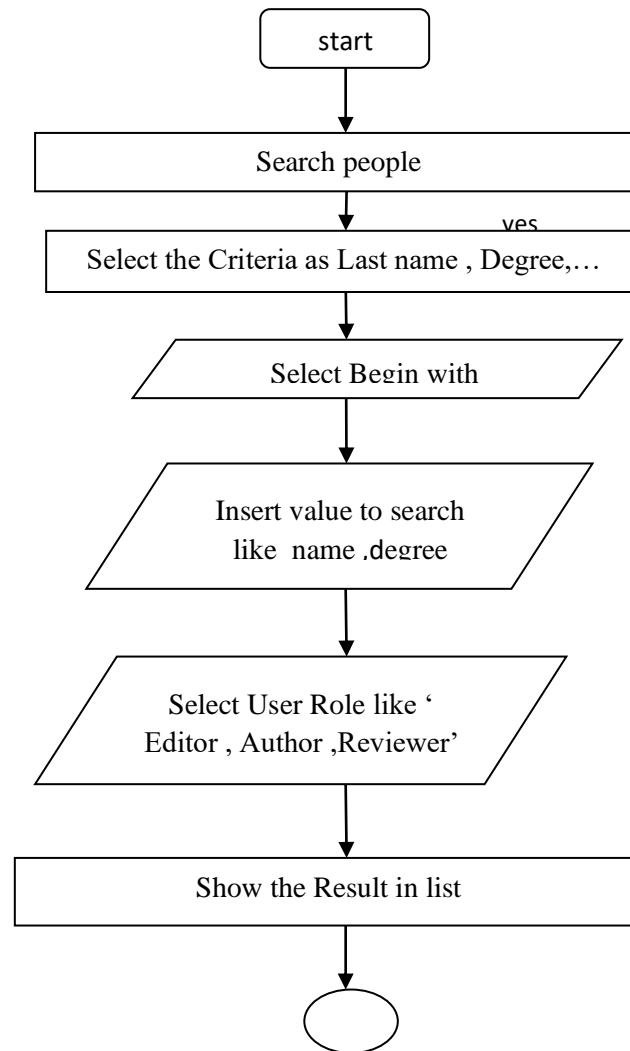 start
Search people
yes
Select the Criteria as Last name , Degree,…
Select Begin with
Insert value to search
like name ,degree
Select User Role like ‘
Editor , Author ,Reviewer’
Show the Result in list